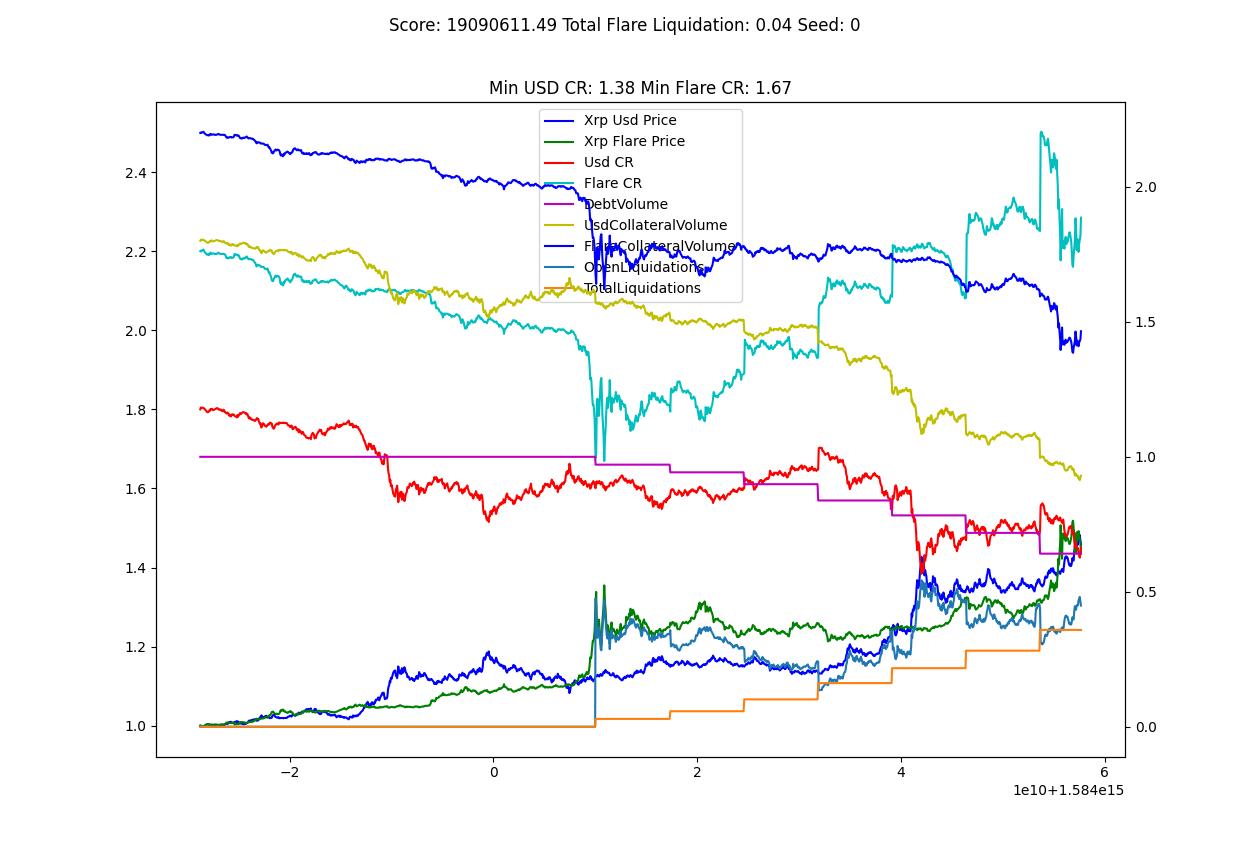 Score: 19090611.49 Total Flare Liquidation: 0.04 Seed: 0
Min USD CR: 1.38 Min Flare CR: 1.67
Xrp Usd Price
Xrp Flare Price
Usd CR
Flare CR
DebtVolume
UsdCollateralVolume
FlareCollateralVolume
OpenLiquidations
TotalLiquidations
2.4
2.2
2.0
1.8
1.6
1.4
1.2
1.0
2.0
1.5
1.0
0.5
0.0
−2
0
2
4
6
1e10+1.584e15